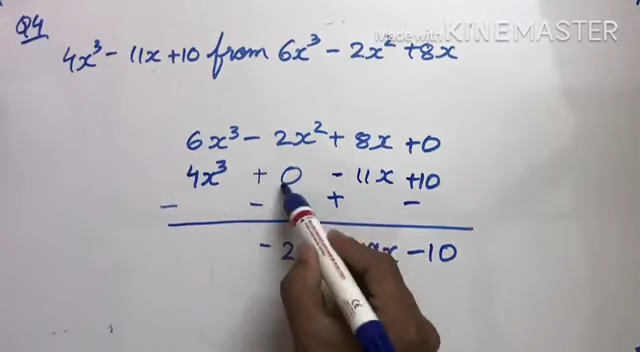 Made with KINEMASTER
Q4
4x³ - 11x + 10 from 6x³ - 2x² + 8x
6x³ - 2x² + 8x + 0
4x³ + 0 - 11x + 10
- - + -
- 2 x - 10